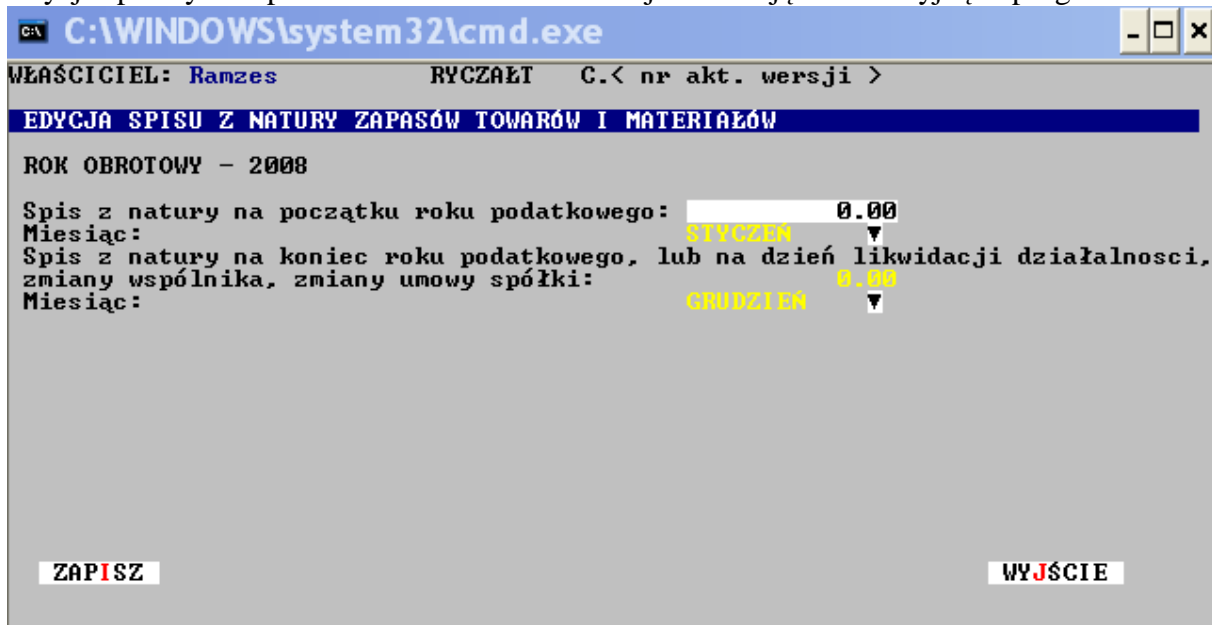 C:\WINDOWS\system32\cmd.exe
WŁAŚCICIEL: Ramzes RYCZAŁT C.< nr akt. wersji >
EDYCJA SPISU Z NATURY ZAPASÓW TOWARÓW I MATERIAŁÓW
ROK OBROTOWY - 2008
Spis z natury na początku roku podatkowego: 0.00
Miesiąc: STYCZEŃ
Spis z natury na koniec roku podatkowego, lub na dzień likwidacji działalnosci,
zmiany wspólnika, zmiany umowy spółki: 0.00
Miesiąc: GRUDZIEŃ
ZAPISZ WYJŚCIE